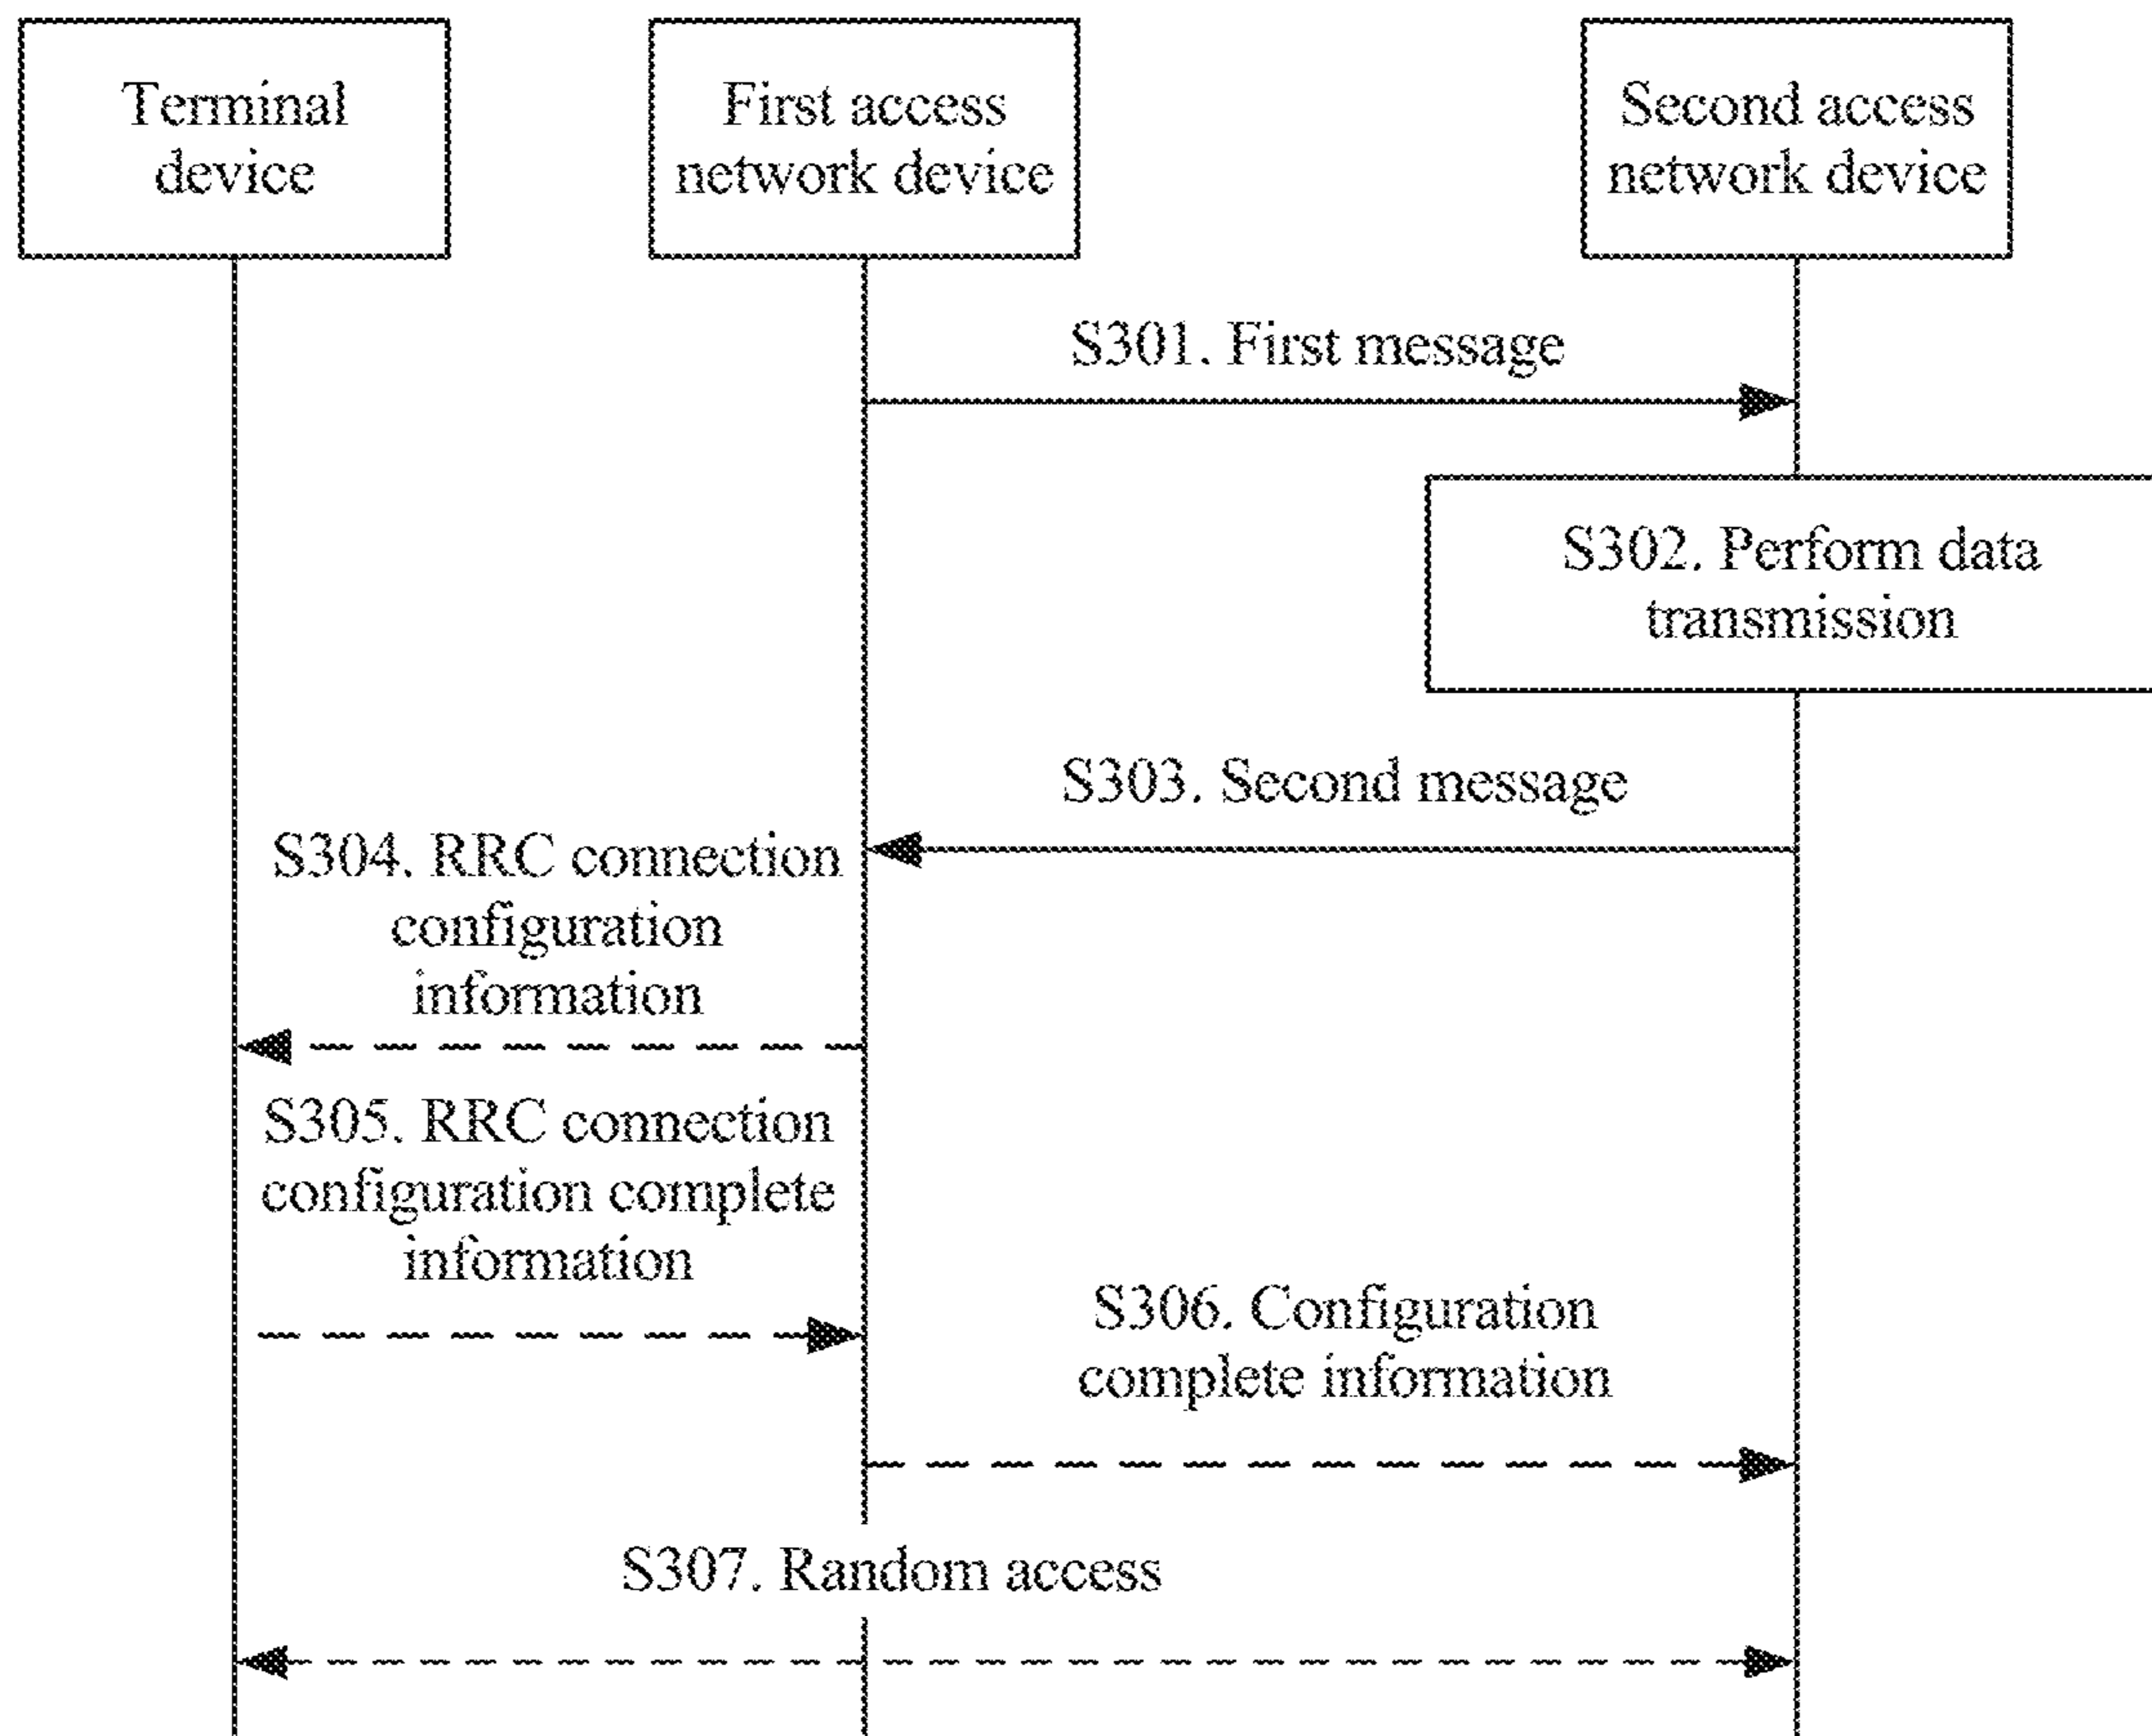 Terminal
device
First access
network device
Second access
network device
S301. First message
S302. Perform data
transmission
S303. Second message
S304. RRC connection
configuration
information
S305. RRC connection
configuration complete
information
S306. Configuration
complete information
S307. Random access